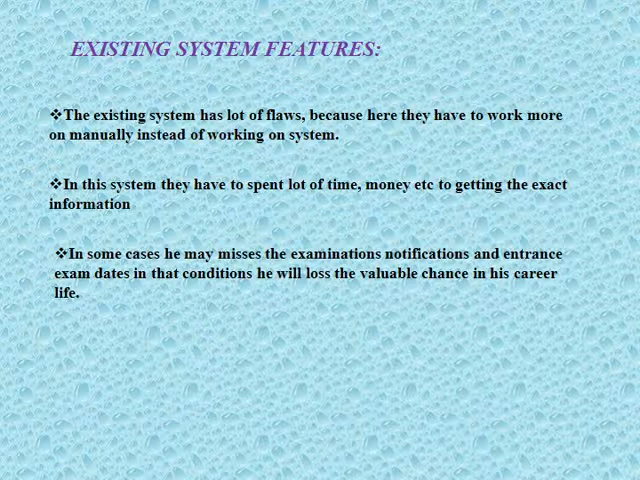 EXISTING SYSTEM FEATURES:
❖The existing system has lot of flaws, because here they have to work more
on manually instead of working on system.
❖In this system they have to spent lot of time, money etc to getting the exact
information
❖In some cases he may misses the examinations notifications and entrance
exam dates in that conditions he will loss the valuable chance in his career
life.